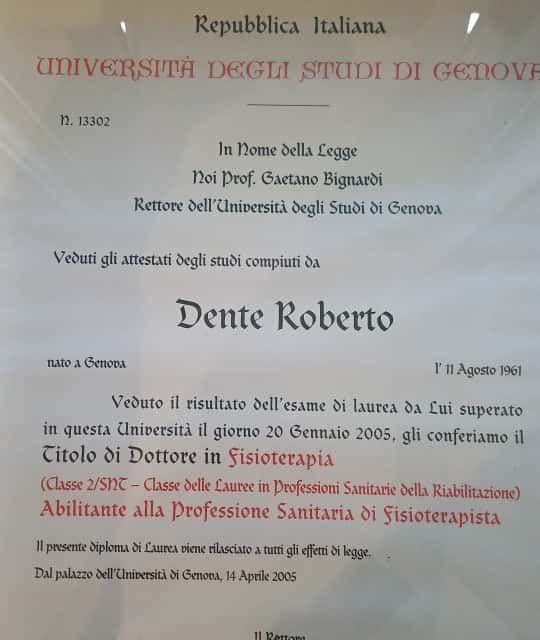 Repubblica Italiana
UNIVERSITÀ DEGLI STUDI DI GENOVA
N. 13302
In Nome della Legge
Noi Prof. Gaetano Bignardi
Rettore dell'Università degli Studi di Genova
Veduti gli attestati degli studi compiuti da
Dente Roberto
nato a Genova l' 11 Agosto 1961
Veduto il risultato dell'esame di laurea da Lui superato
in questa Università il giorno 20 Gennaio 2005, gli conferiamo il
Titolo di Dottore in Fisioterapia
(Classe 2/SNT – Classe delle Lauree in Professioni Sanitarie della Riabilitazione)
Abilitante alla Professione Sanitaria di Fisioterapista
Il presente diploma di Laurea viene rilasciato a tutti gli effetti di legge.
Dal palazzo dell'Università di Genova, 14 Aprile 2005
Il Rettore